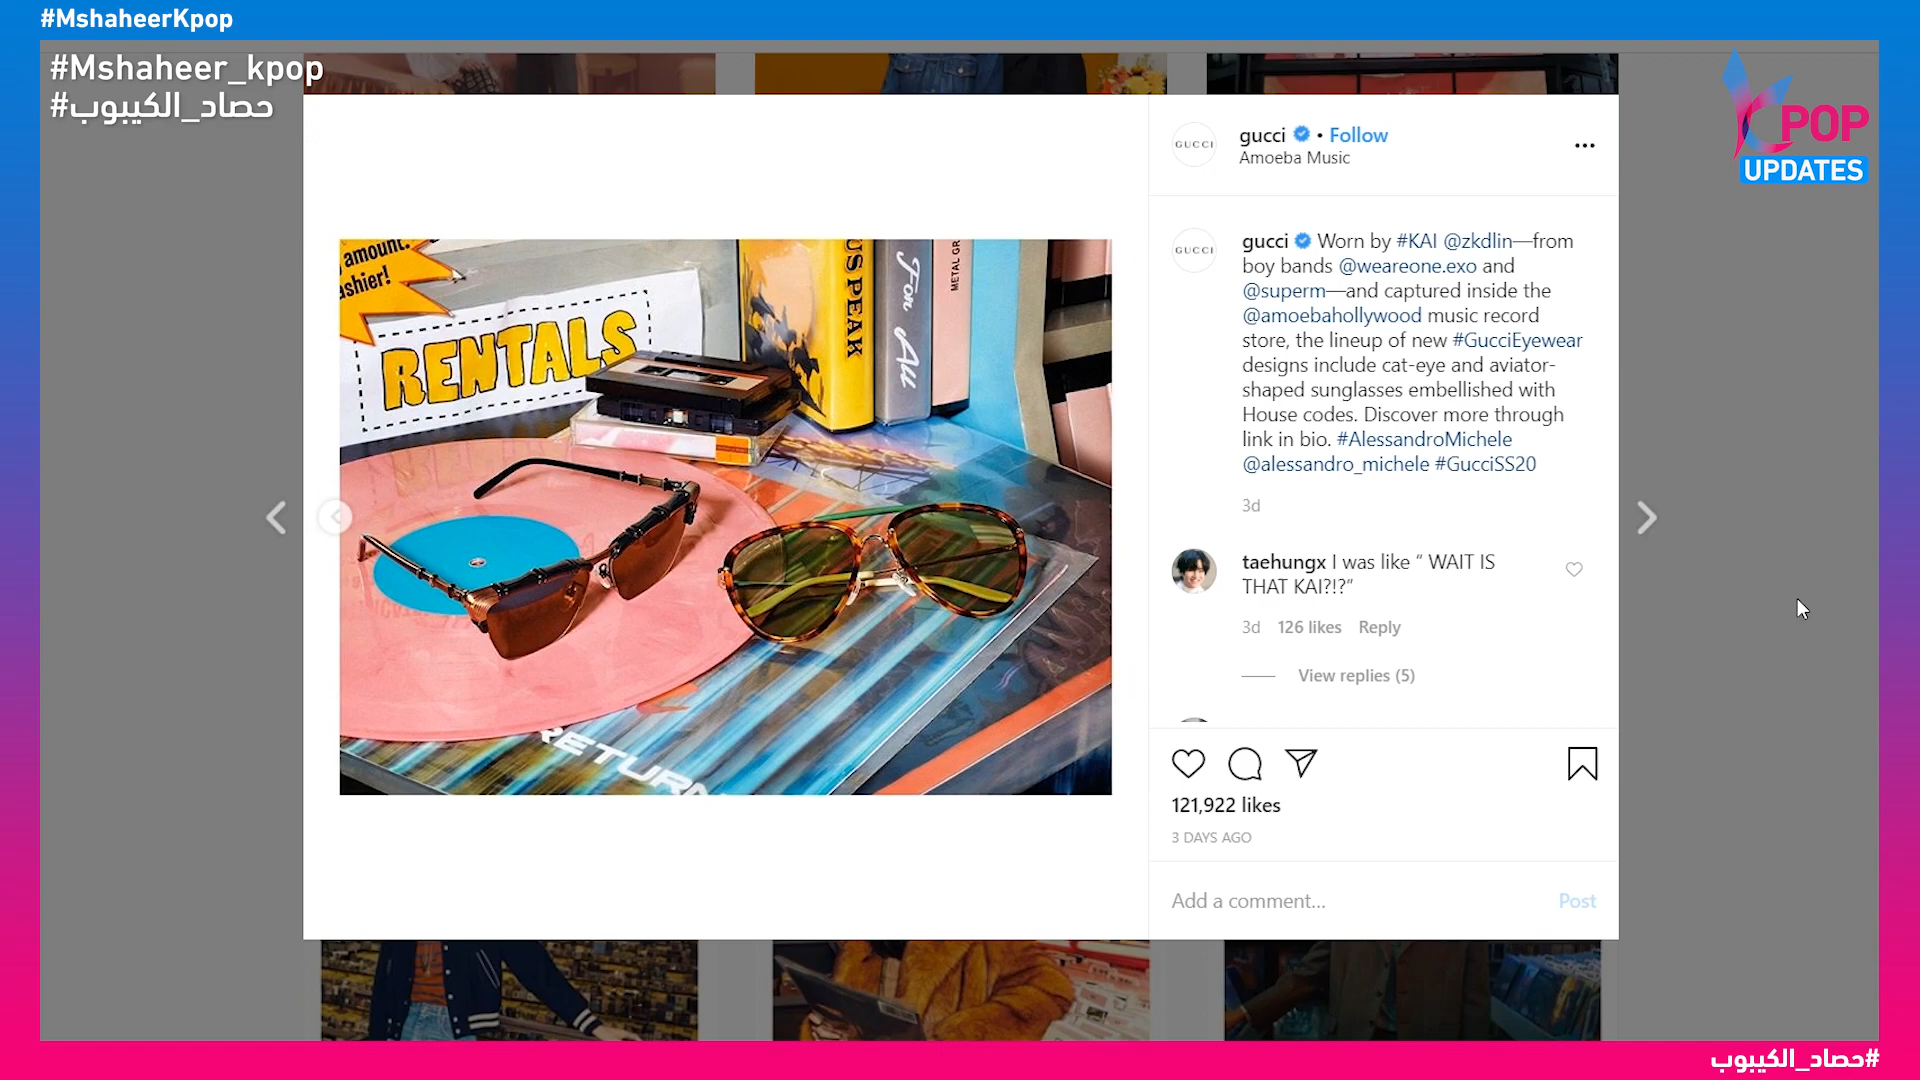 #MshaheerKpop
#Mshaheer_kpop
#حصاد_الكيبوب
POP
UPDATES
amount.
ashier!
RENTALS
US PEAK
For All
METAL GR
RETURN
GUCCI
gucci • Follow
Amoeba Music
GUCCI
gucci Worn by #KAI @zkdlin—from
boy bands @weareone.exo and
@superm—and captured inside the
@amoebahollywood music record
store, the lineup of new #GucciEyewear
designs include cat-eye and aviator-
shaped sunglasses embellished with
House codes. Discover more through
link in bio. #AlessandroMichele
@alessandro_michele #GucciSS20
3d
taehungx I was like “ WAIT IS
THAT KAI?!?”
3d 126 likes Reply
View replies (5)
121,922 likes
3 DAYS AGO
Add a comment... Post
#حصاد_الكيبوب